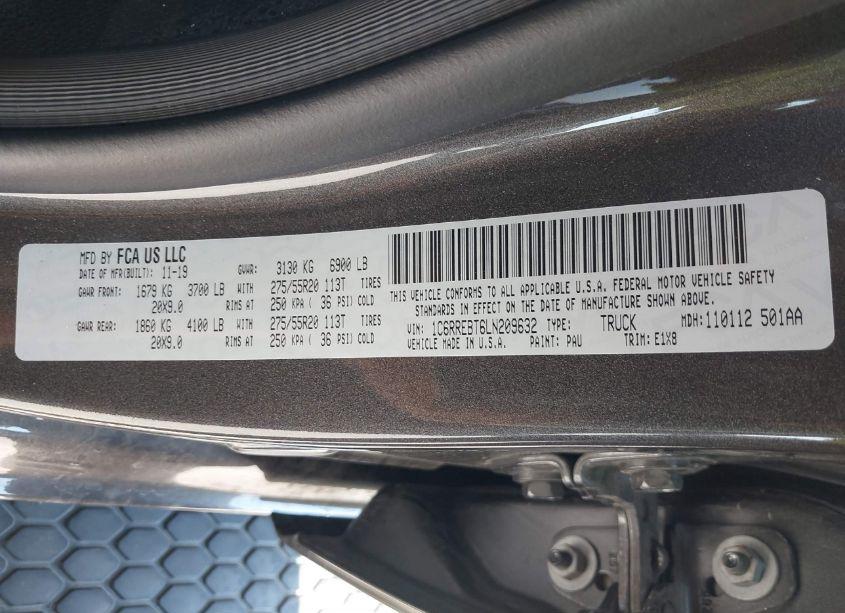 MFD BY FCA US LLC
DATE OF MFR(BUILT): 11-19 GVWR: 3130 KG 6900 LB
GAWR FRONT: 1679 KG 3700 LB WITH 275/55R20 113T TIRES
20X9.0 RIMS AT 250 KPA ( 36 PSI) COLD
GAWR REAR: 1860 KG 4100 LB WITH 275/55R20 113T TIRES
20X9.0 RIMS AT 250 KPA ( 36 PSI) COLD
THIS VEHICLE CONFORMS TO ALL APPLICABLE U.S.A. FEDERAL MOTOR VEHICLE SAFETY
STANDARDS IN EFFECT ON THE DATE OF MANUFACTURE SHOWN ABOVE.
VIN: 1C6RREBT6LN209632 TYPE: TRUCK MDH: 110112 501AA
VEHICLE MADE IN U.S.A. PAINT: PAU TRIM: E1X8